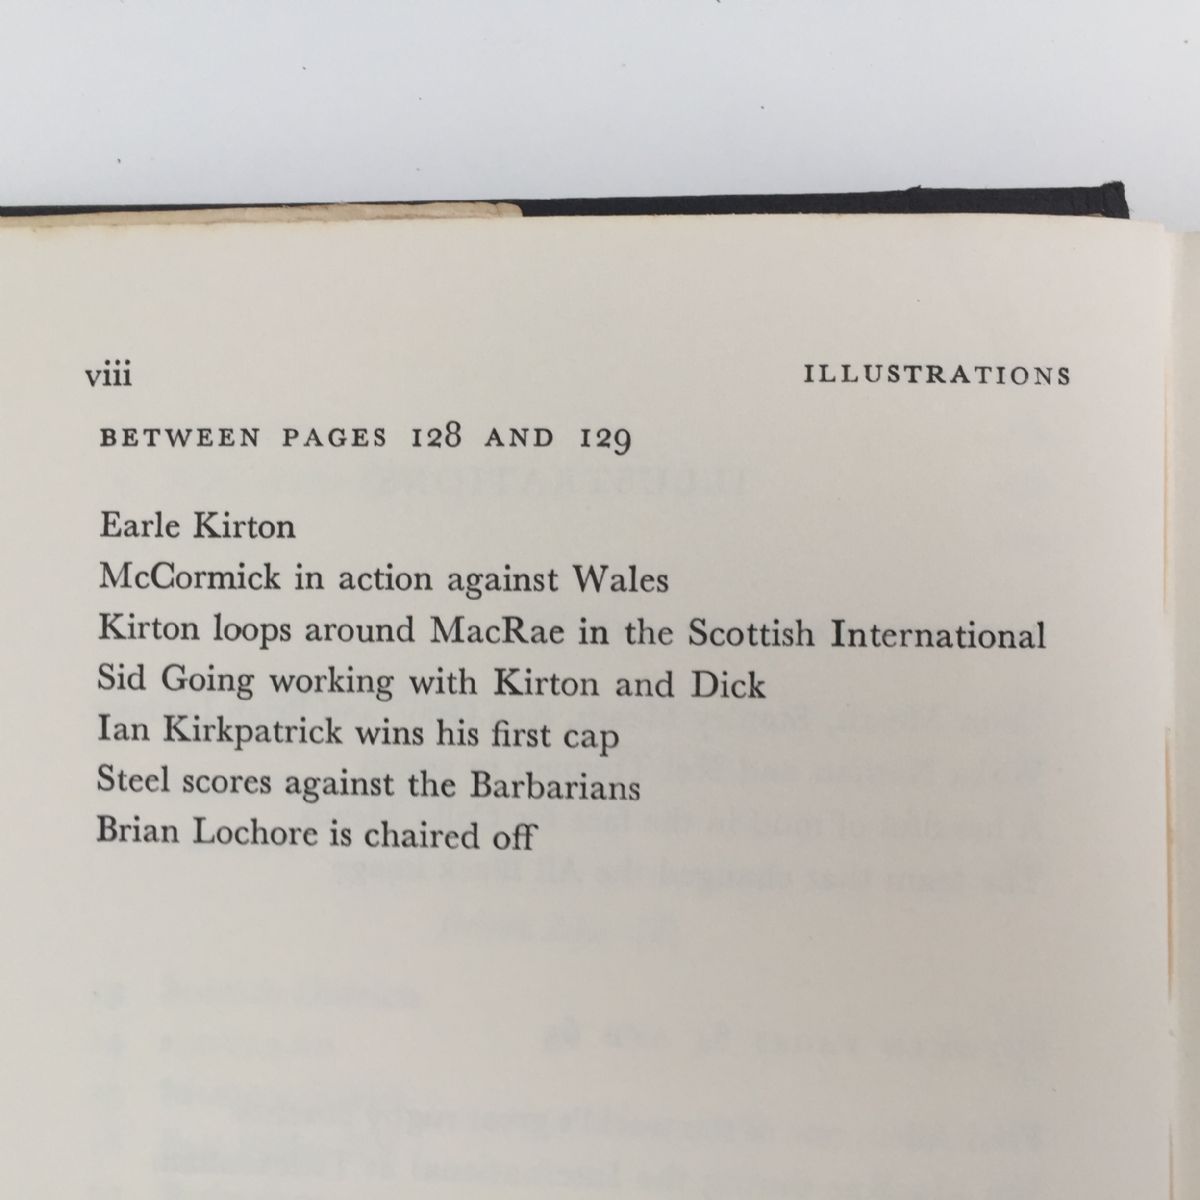 viii ILLUSTRATIONS
BETWEEN PAGES 128 AND 129
Earle Kirton
McCormick in action against Wales
Kirton loops around MacRae in the Scottish International
Sid Going working with Kirton and Dick
Ian Kirkpatrick wins his first cap
Steel scores against the Barbarians
Brian Lochore is chaired off